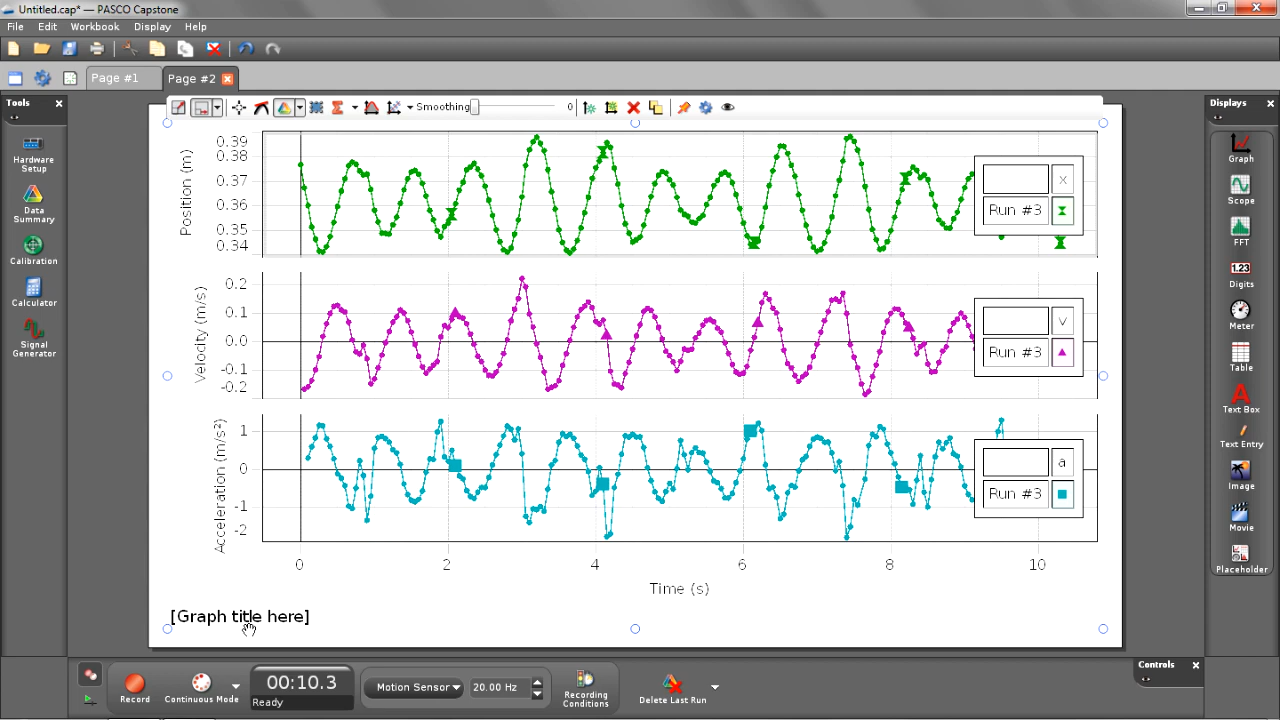 Untitled.cap* — PASCO Capstone
File Edit Workbook Display Help
Page #1 Page #2
Tools
Hardware Setup
Data Summary
Calibration
Calculator
Signal Generator
Smoothing 0
Position (m)
0.39
0.38
0.37
0.36
0.35
0.34
x
Run #3
Velocity (m/s)
0.2
0.1
0.0
-0.1
-0.2
v
Run #3
Acceleration (m/s²)
1
0
-1
-2
a
Run #3
0 2 4 6 8 10
Time (s)
[Graph title here]
Displays
Graph
Scope
FFT
1.23
Digits
Meter
Table
A
Text Box
Text Entry
Image
Movie
Placeholder
Record
Continuous Mode
00:10.3
Ready
Motion Sensor
20.00 Hz
Recording Conditions
Delete Last Run
Controls